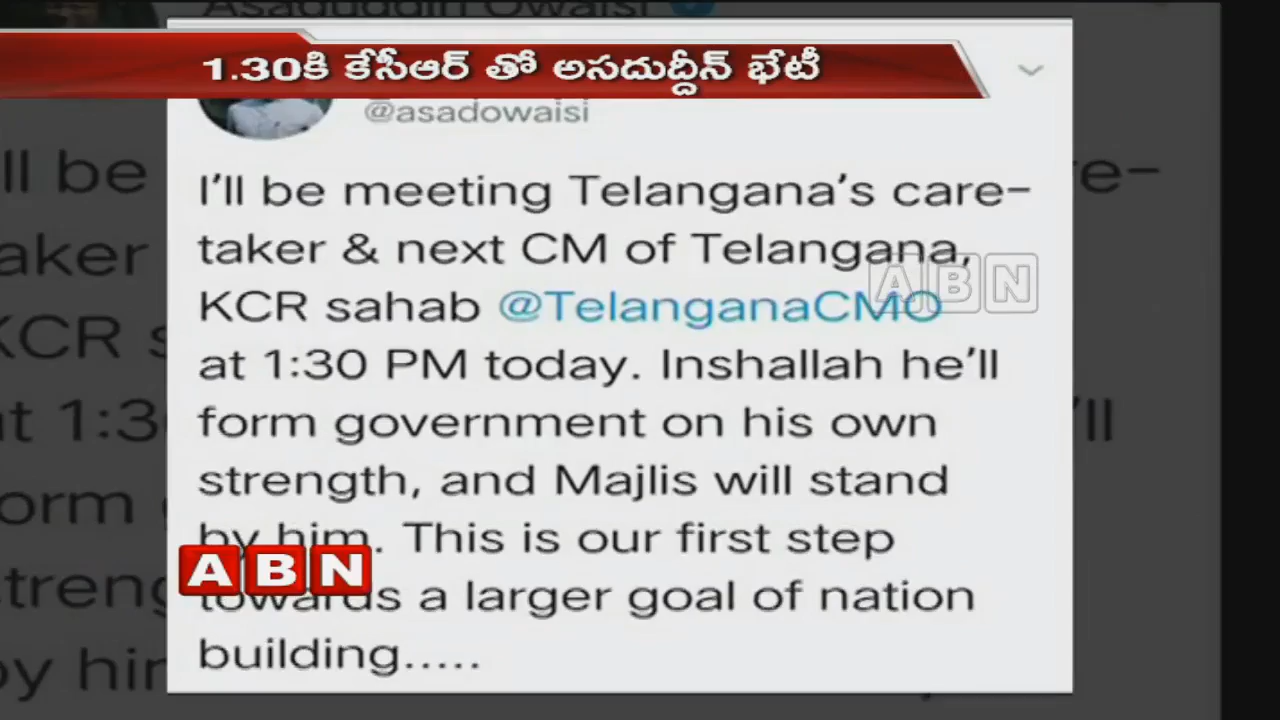 Asaduddin Owaisi
1.30కి కేసీఆర్ తో అసదుద్దీన్ భేటీ
@asadowaisi
I'll be meeting Telangana's care-
taker & next CM of Telangana,
KCR sahab @TelanganaCMO
at 1:30 PM today. Inshallah he'll
form government on his own
strength, and Majlis will stand
by him. This is our first step
towards a larger goal of nation
building.....
ABN
ABN